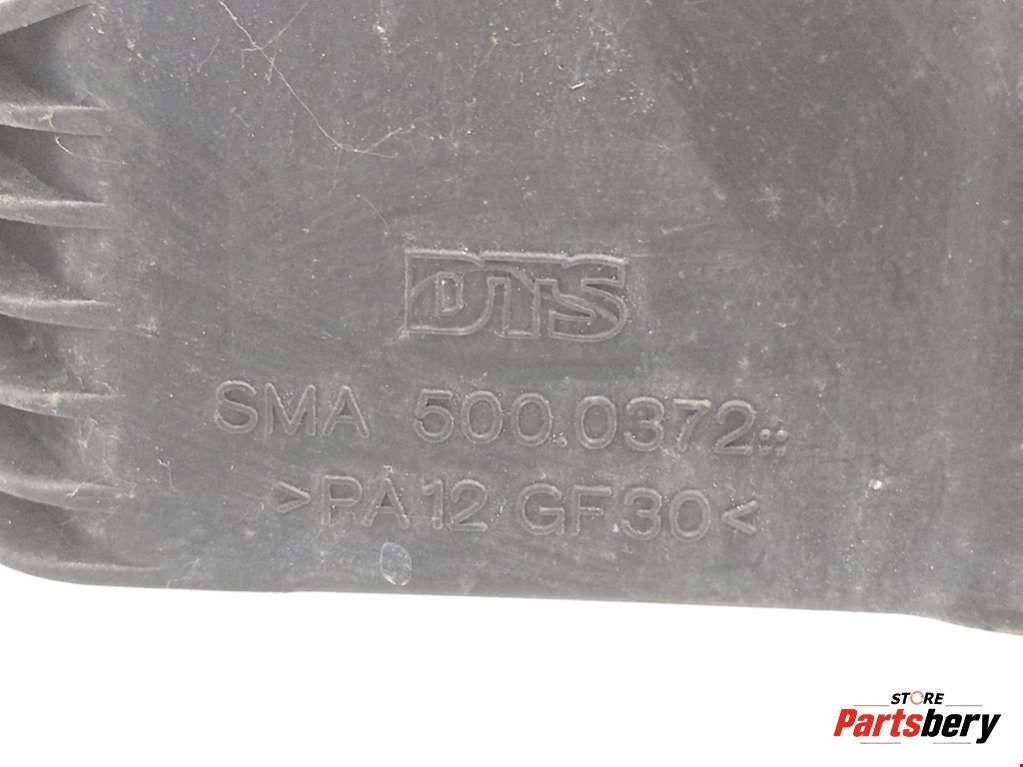 DTS
SMA 500.0372::
>PA12 GF30<
STORE
Partsbery